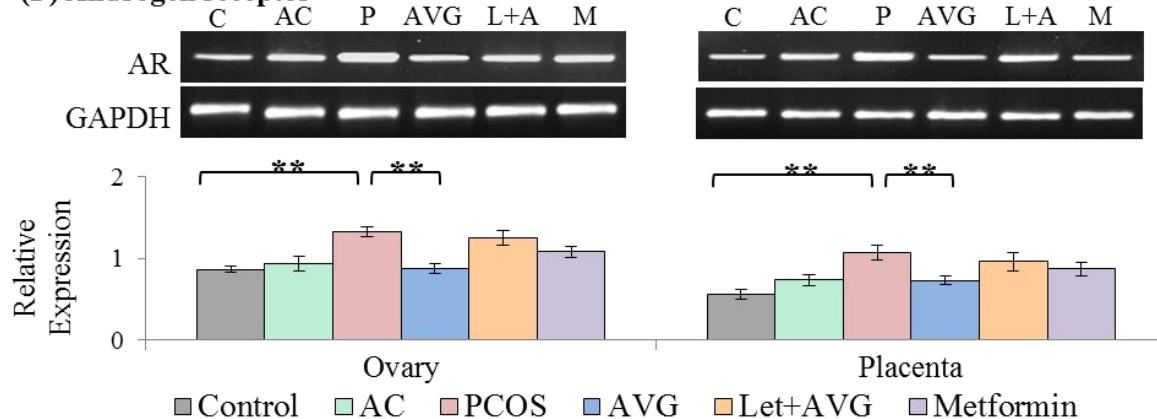 C AC P AVG L+A M C AC P AVG L+A M
AR
GAPDH
** ** ** **
2
1
0
Relative Expression
Ovary Placenta
Control AC PCOS AVG Let+AVG Metformin